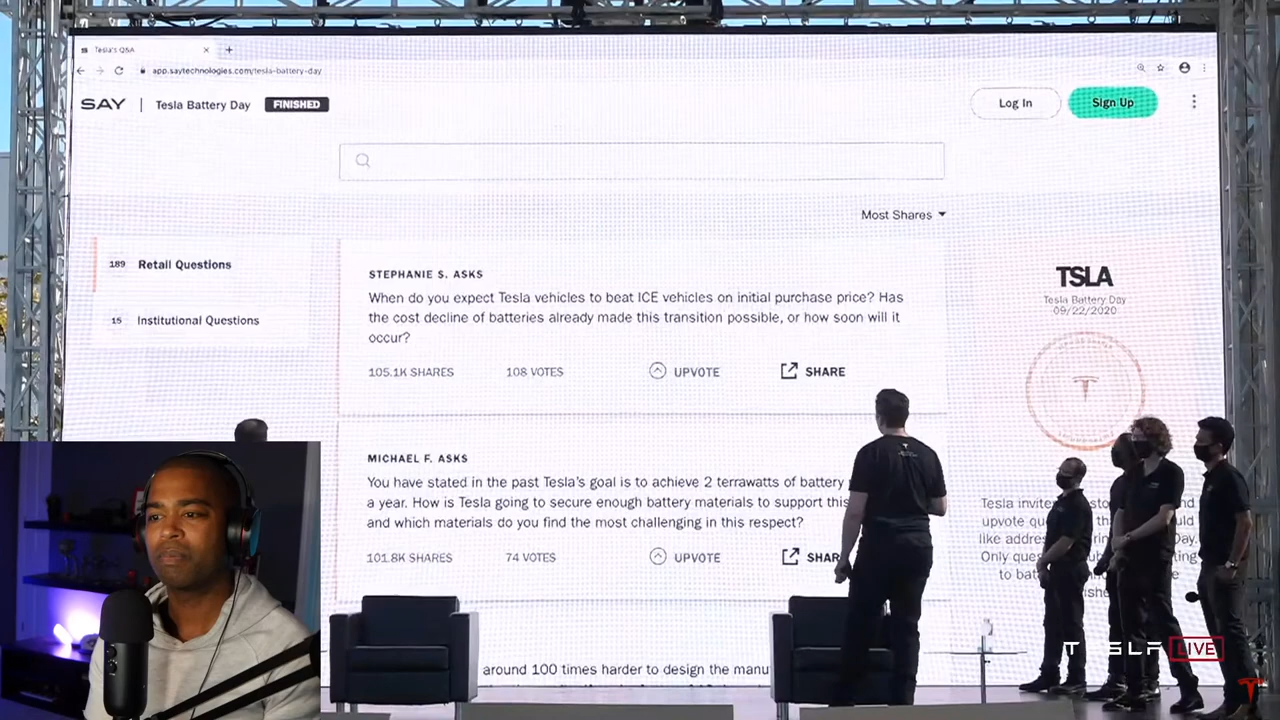 Tesla's Q&A
app.saytechnologies.com/tesla-battery-day
SAY | Tesla Battery Day FINISHED
Log In Sign Up
Most Shares
189 Retail Questions
15 Institutional Questions
STEPHANIE S. ASKS
When do you expect Tesla vehicles to beat ICE vehicles on initial purchase price? Has
the cost decline of batteries already made this transition possible, or how soon will it
occur?
105.1K SHARES 108 VOTES UPVOTE SHARE
MICHAEL F. ASKS
You have stated in the past Tesla's goal is to achieve 2 terrawatts of battery
a year. How is Tesla going to secure enough battery materials to support this
and which materials do you find the most challenging in this respect?
101.8K SHARES 74 VOTES UPVOTE SHAR
TSLA
Tesla Battery Day
09/22/2020
Tesla invite and
upvote
like
Day.
Only
to
around 100 times harder to design the manu
TESLA LIVE